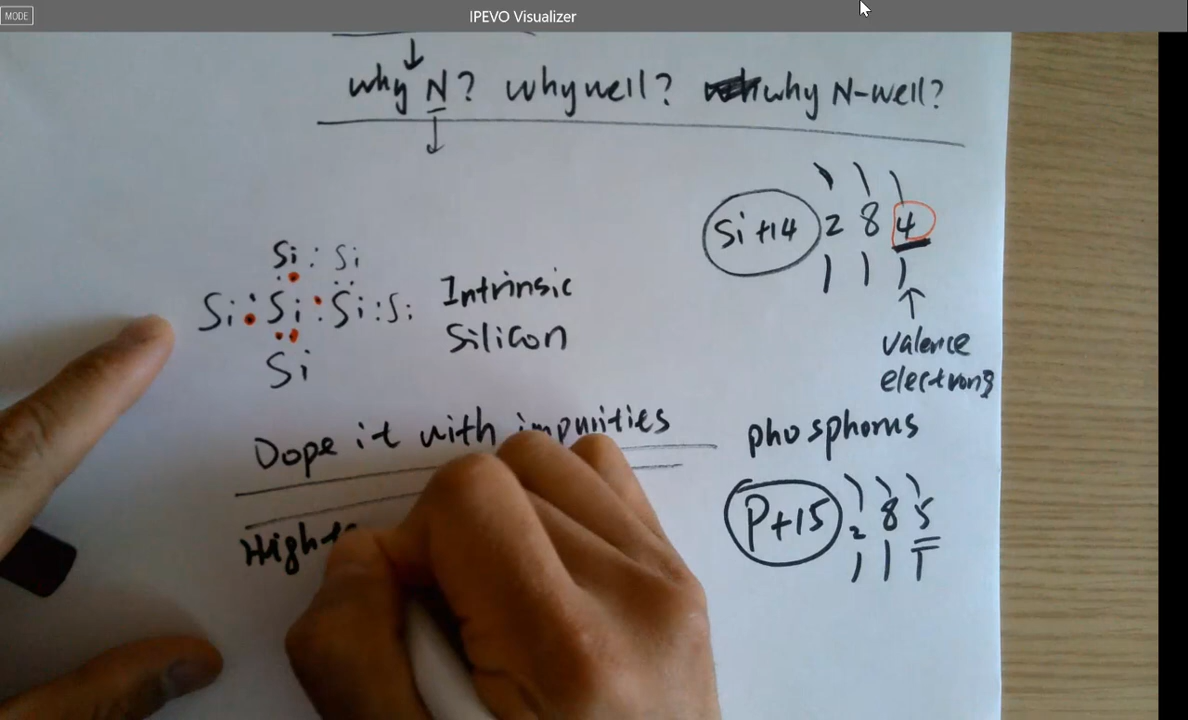 MODE
IPEVO Visualizer
why N? why well? why N-well?
Si +14 2 8 4
valence
electrons
Si : Si
Si : Si : Si : Si
Si
Intrinsic
Silicon
Dope it with impurities
phosphorus
P+15 2 8 5